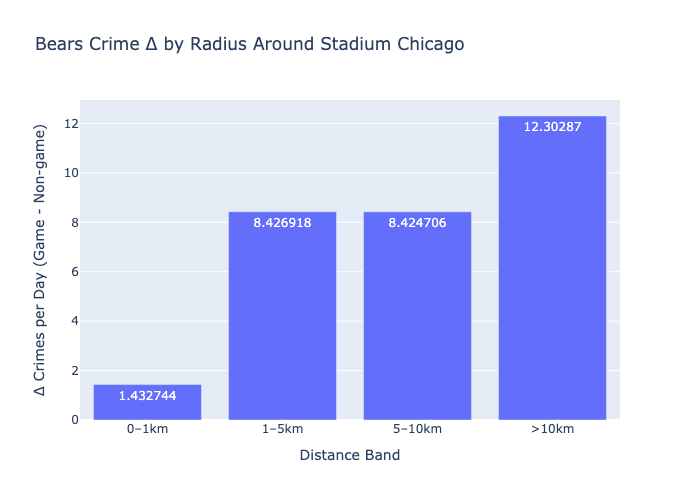 Bears Crime Δ by Radius Around Stadium Chicago
Δ Crimes per Day (Game - Non-game)
12
10
8
6
4
2
0
1.432744
8.426918
8.424706
12.30287
0–1km
1–5km
5–10km
>10km
Distance Band